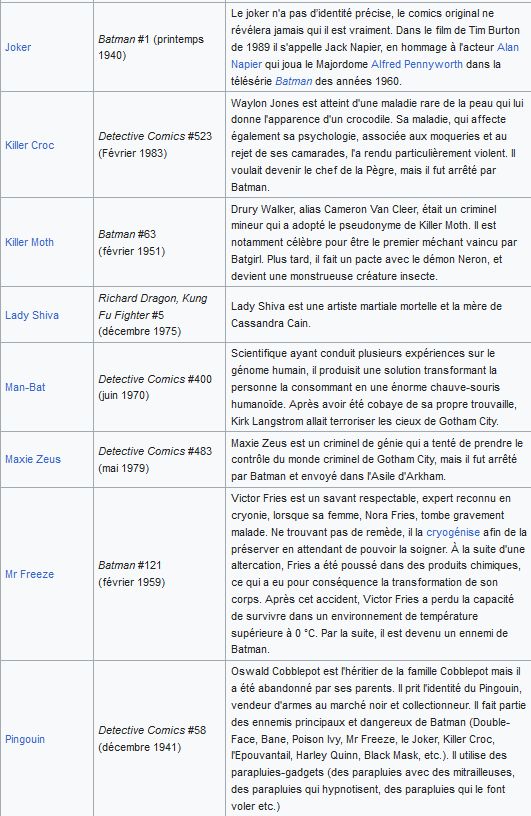 Joker
Batman #1 (printemps
1940)
Le joker n'a pas d'identité précise, le comics original ne
révélera jamais qui il est vraiment. Dans le film de Tim Burton
de 1989 il s'appelle Jack Napier, en hommage à l'acteur Alan
Napier qui joua le Majordome Alfred Pennyworth dans la
télésérie Batman des années 1960.
Killer Croc
Detective Comics #523
(Février 1983)
Waylon Jones est atteint d'une maladie rare de la peau qui lui
donne l'apparence d'un crocodile. Sa maladie, qui affecte
également sa psychologie, associée aux moqueries et au
rejet de ses camarades, l'a rendu particulièrement violent. Il
voulait devenir le chef de la Pègre, mais il fut arrêté par
Batman.
Killer Moth
Batman #63
(février 1951)
Drury Walker, alias Cameron Van Cleer, était un criminel
mineur qui a adopté le pseudonyme de Killer Moth. Il est
notamment célèbre pour être le premier méchant vaincu par
Batgirl. Plus tard, il fait un pacte avec le démon Neron, et
devient une monstrueuse créature insecte.
Lady Shiva
Richard Dragon, Kung
Fu Fighter #5
(décembre 1975)
Lady Shiva est une artiste martiale mortelle et la mère de
Cassandra Cain.
Man-Bat
Detective Comics #400
(juin 1970)
Scientifique ayant conduit plusieurs expériences sur le
génome humain, il produisit une solution transformant la
personne la consommant en une énorme chauve-souris
humanoïde. Après avoir été cobaye de sa propre trouvaille,
Kirk Langstrom allait terroriser les cieux de Gotham City.
Maxie Zeus
Detective Comics #483
(mai 1979)
Maxie Zeus est un criminel de génie qui a tenté de prendre le
contrôle du monde criminel de Gotham City, mais il fut arrêté
par Batman et envoyé dans l'Asile d'Arkham.
Mr Freeze
Batman #121
(février 1959)
Victor Fries est un savant respectable, expert reconnu en
cryonie, lorsque sa femme, Nora Fries, tombe gravement
malade. Ne trouvant pas de remède, il la cryogénise afin de la
préserver en attendant de pouvoir la soigner. À la suite d'une
altercation, Fries a été poussé dans des produits chimiques,
ce qui a eu pour conséquence la transformation de son
corps. Après cet accident, Victor Fries a perdu la capacité
de survivre dans un environnement de température
supérieure à 0 °C. Par la suite, il est devenu un ennemi de
Batman.
Pingouin
Detective Comics #58
(décembre 1941)
Oswald Cobblepot est l'héritier de la famille Cobblepot mais il
a été abandonné par ses parents. Il prit l'identité du Pingouin,
vendeur d'armes au marché noir et collectionneur. Il fait partie
des ennemis principaux et dangereux de Batman (Double-
Face, Bane, Poison Ivy, Mr Freeze, le Joker, Killer Croc,
l'Epouvantail, Harley Quinn, Black Mask, etc.). Il utilise des
parapluies-gadgets (des parapluies avec des mitrailleuses,
des parapluies qui hypnotisent, des parapluies qui le font
voler etc.)